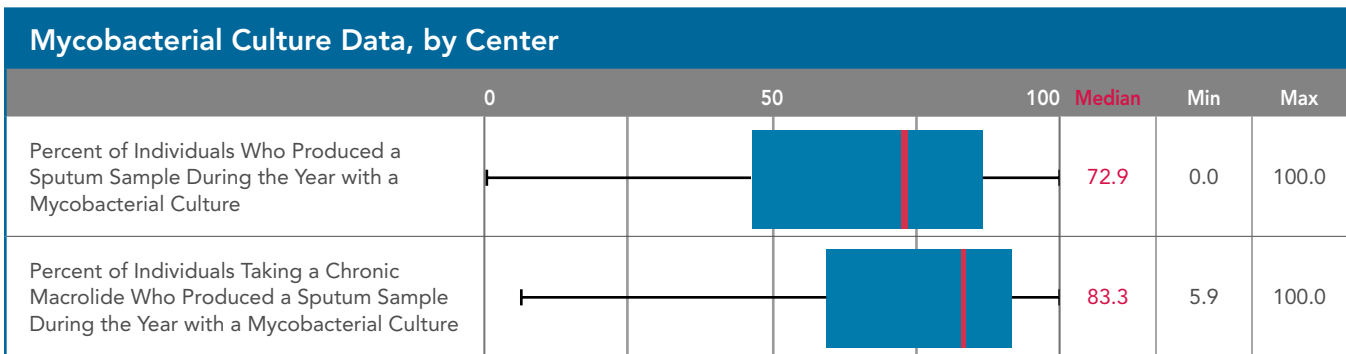 Mycobacterial Culture Data, by Center
0 50 100 Median Min Max
Percent of Individuals Who Produced a
Sputum Sample During the Year with a
Mycobacterial Culture
72.9 0.0 100.0
Percent of Individuals Taking a Chronic
Macrolide Who Produced a Sputum Sample
During the Year with a Mycobacterial Culture
83.3 5.9 100.0